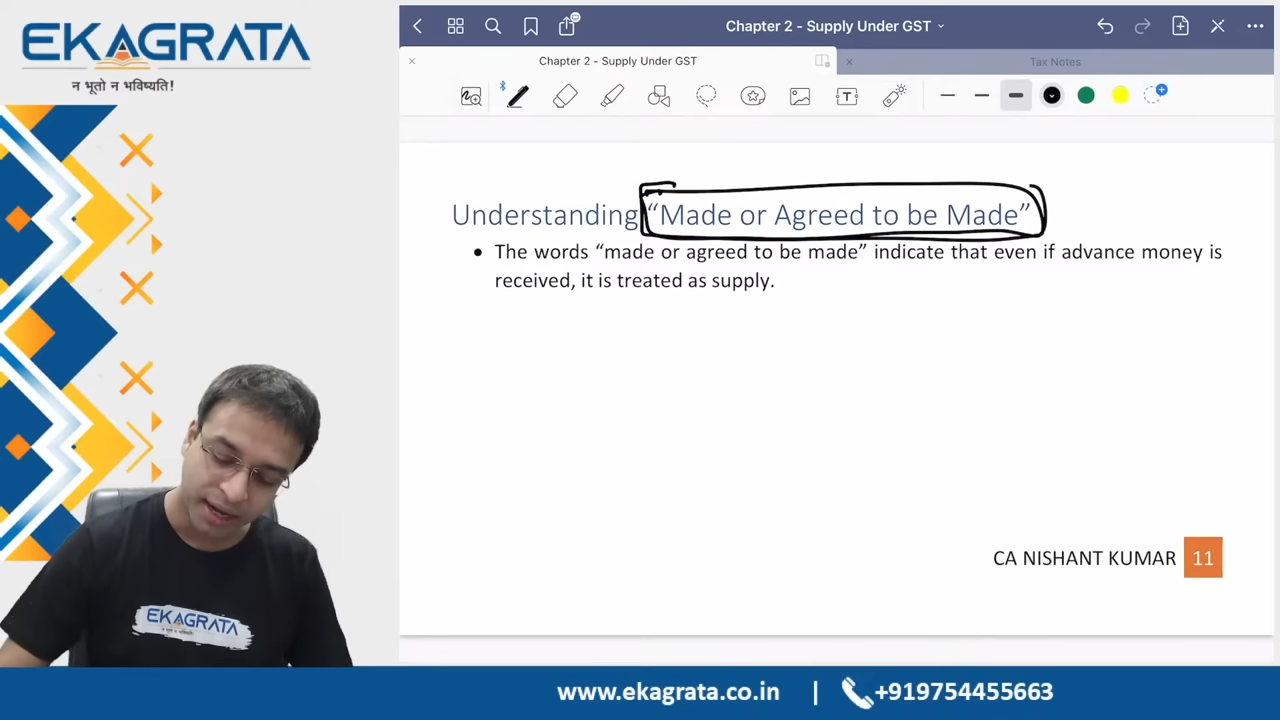 EKAGRATA
न भूतो न भविष्यति!
Chapter 2 - Supply Under GST
Chapter 2 - Supply Under GST
Tax Notes
T
Understanding “Made or Agreed to be Made”
• The words “made or agreed to be made” indicate that even if advance money is
received, it is treated as supply.
CA NISHANT KUMAR 11
EKAGRATA
www.ekagrata.co.in | +919754455663